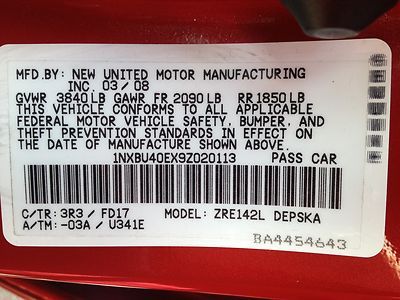 MFD.BY: NEW UNITED MOTOR MANUFACTURING
INC. 03 / 08
GVWR 3840 LB GAWR FR 2090 LB RR 1850 LB
THIS VEHICLE CONFORMS TO ALL APPLICABLE
FEDERAL MOTOR VEHICLE SAFETY, BUMPER, AND
THEFT PREVENTION STANDARDS IN EFFECT ON
THE DATE OF MANUFACTURE SHOWN ABOVE.
1NXBU40EX9Z020113 PASS CAR
C/TR: 3R3 / FD17 MODEL: ZRE142L DEPSKA
A/TM: -03A / U341E
BA4454643